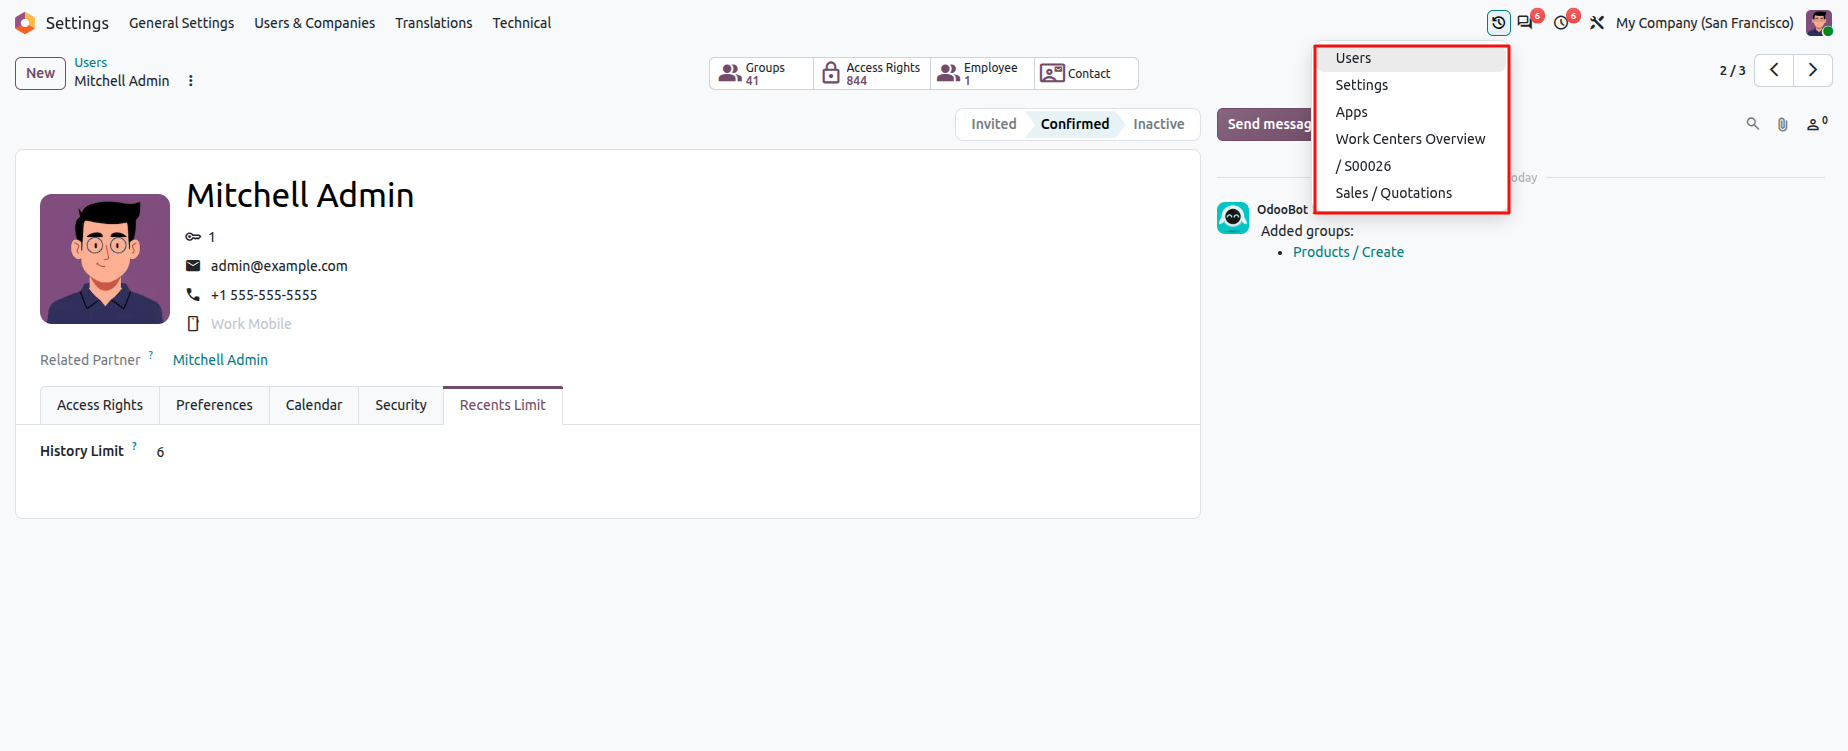 Settings General Settings Users & Companies Translations Technical 6 6 My Company (San Francisco)
New Users
Mitchell Admin
Groups 41 Access Rights 844 Employee 1 Contact
2 / 3
Users
Settings
Apps
Work Centers Overview
/ S00026
Sales / Quotations
Invited Confirmed Inactive
Send messag
0
oday
Mitchell Admin
1
admin@example.com
+1 555-555-5555
Work Mobile
Related Partner ? Mitchell Admin
OdooBot
Added groups:
• Products / Create
Access Rights Preferences Calendar Security Recents Limit
History Limit ? 6